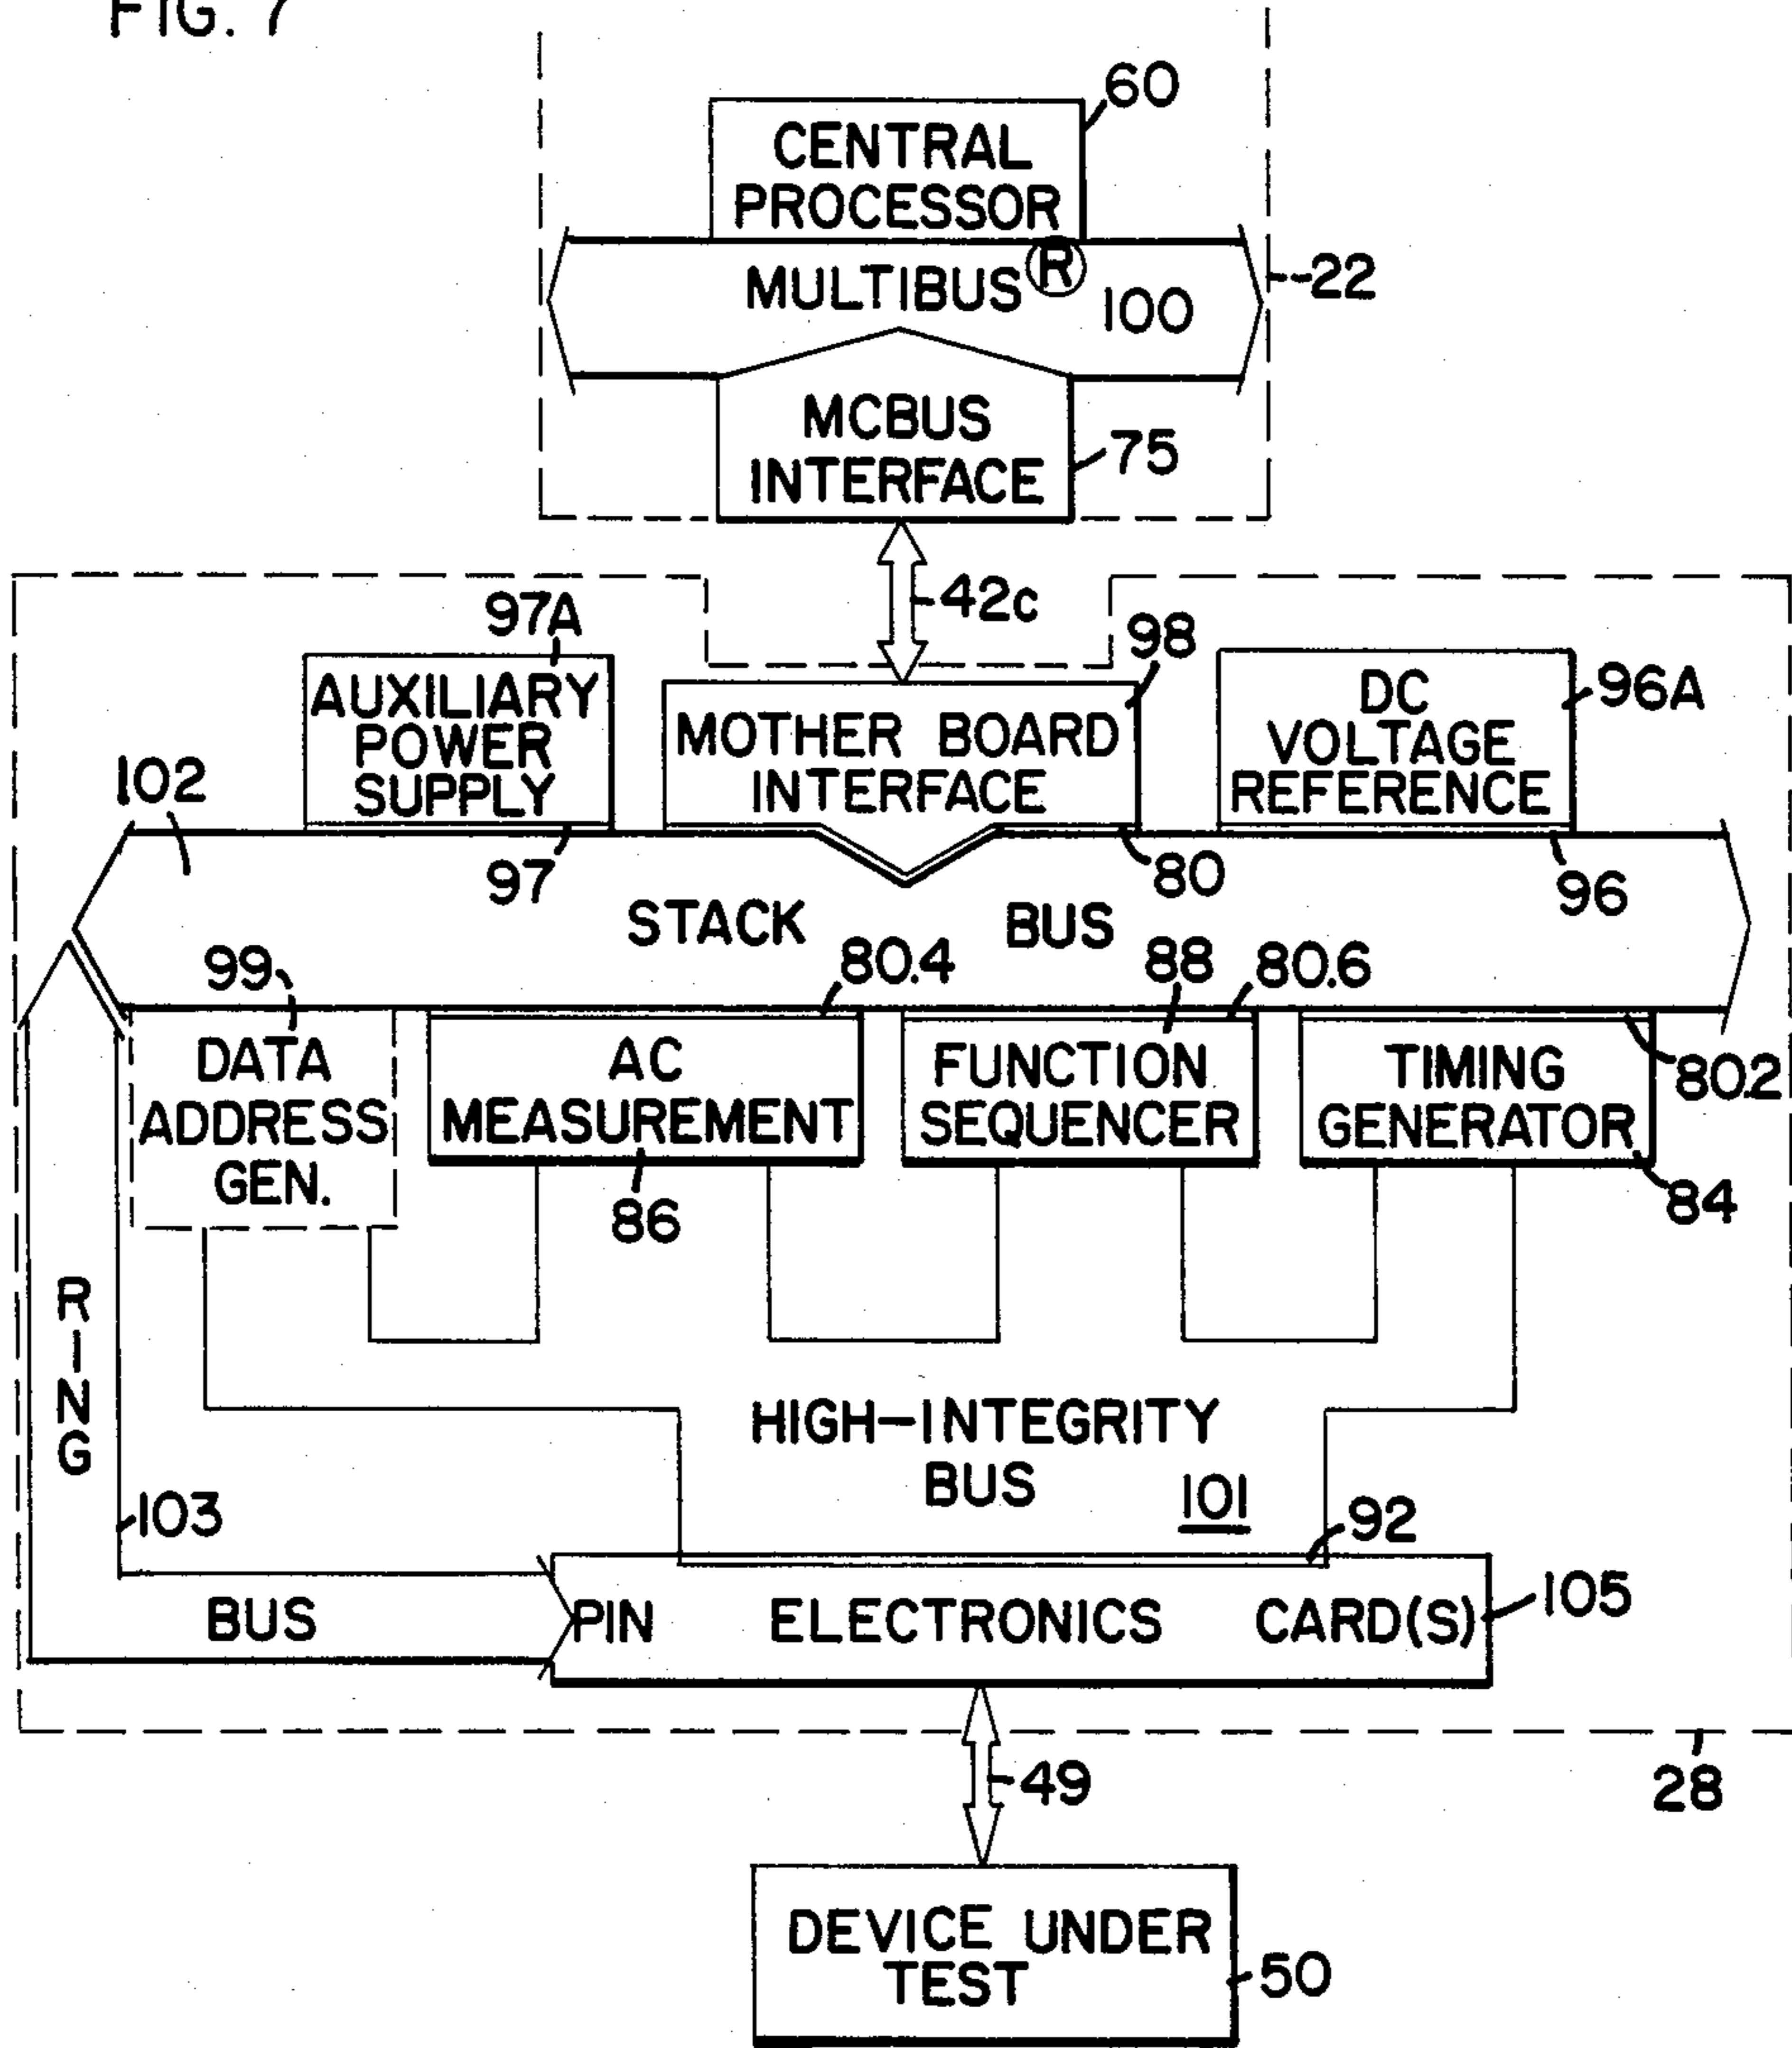 FIG. 7
60
CENTRAL
PROCESSOR
MULTIBUS ®
100
22
MCBUS
INTERFACE
75
42c
97A
98
AUXILIARY
POWER
SUPPLY
MOTHER BOARD
INTERFACE
DC
VOLTAGE
REFERENCE
96A
102
97
80
96
STACK BUS
99
80.4
88
80.6
DATA
ADDRESS
GEN.
AC
MEASUREMENT
FUNCTION
SEQUENCER
TIMING
GENERATOR
80.2
86
84
RING
HIGH-INTEGRITY
BUS
101
103
92
BUS
PIN ELECTRONICS CARD(S)
105
49
28
DEVICE UNDER
TEST
50